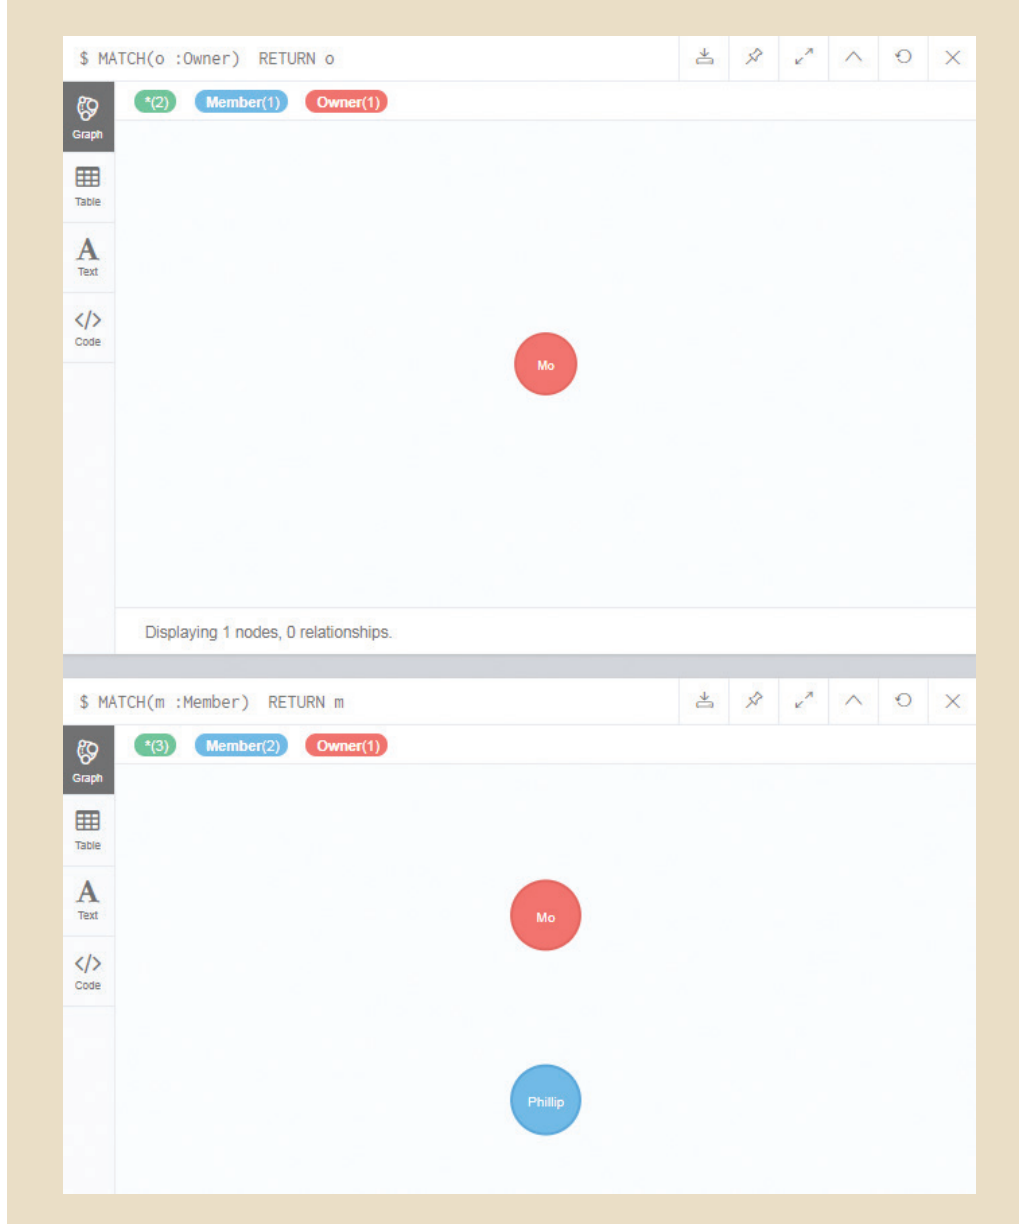 $ MATCH(o :Owner) RETURN o
*(2) Member(1) Owner(1)
Graph
Table
A
Text
</>
Code
Mo
Displaying 1 nodes, 0 relationships.
$ MATCH(m :Member) RETURN m
*(3) Member(2) Owner(1)
Graph
Table
A
Text
</>
Code
Mo
Phillip